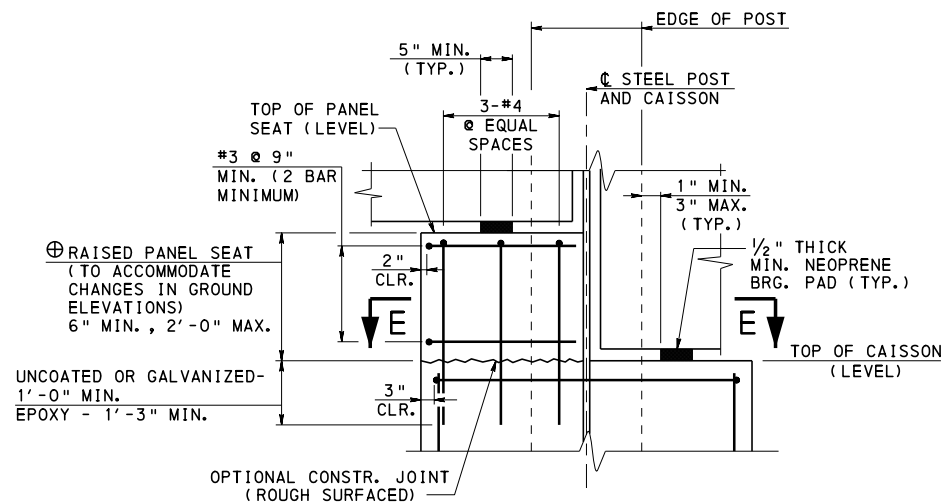 EDGE OF POST
5" MIN.
(TYP.)
℄ STEEL POST
AND CAISSON
TOP OF PANEL
SEAT (LEVEL)
3-#4
@ EQUAL
SPACES
#3 @ 9"
MIN. (2 BAR
MINIMUM)
1" MIN.
3" MAX.
(TYP.)
⊕ RAISED PANEL SEAT
(TO ACCOMMODATE
CHANGES IN GROUND
ELEVATIONS)
6" MIN., 2'-0" MAX.
2"
CLR.
1/2" THICK
MIN. NEOPRENE
BRG. PAD (TYP.)
E
E
TOP OF CAISSON
(LEVEL)
UNCOATED OR GALVANIZED-
1'-0" MIN.
EPOXY - 1'-3" MIN.
3"
CLR.
OPTIONAL CONSTR. JOINT
(ROUGH SURFACED)